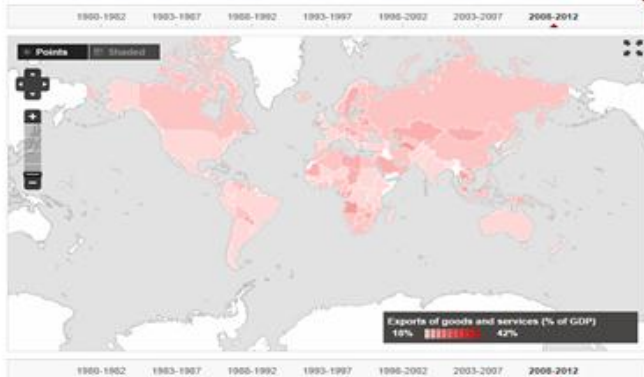 1980-1982 1983-1987 1988-1992 1993-1997 1998-2002 2003-2007 2008-2012
Points Shaded
Exports of goods and services (% of GDP)
18% 42%
1980-1982 1983-1987 1988-1992 1993-1997 1998-2002 2003-2007 2008-2012